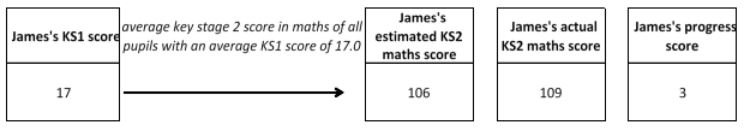 James's KS1 score
17
average key stage 2 score in maths of all
pupils with an average KS1 score of 17.0
James's
estimated KS2
maths score
106
James's actual
KS2 maths score
109
James's progress
score
3